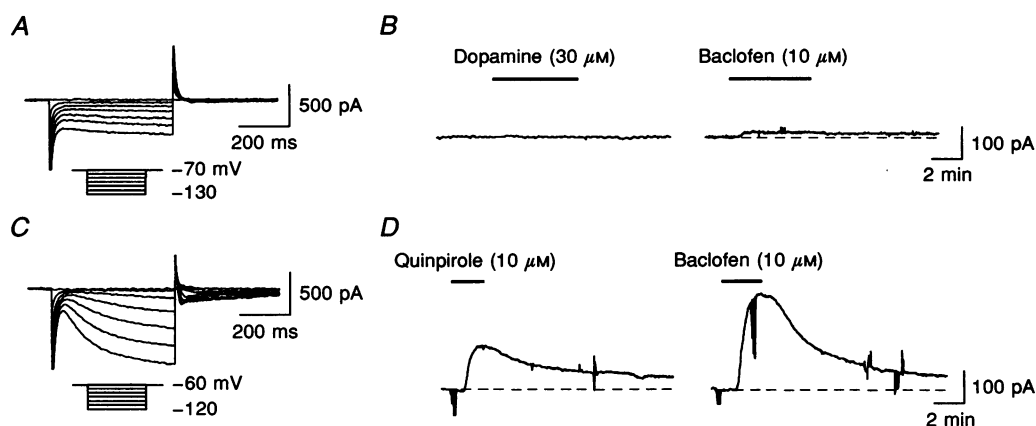 A
500 pA
200 ms
−70 mV
−130
B
Dopamine (30 μM)
Baclofen (10 μM)
100 pA
2 min
C
500 pA
200 ms
−60 mV
−120
D
Quinpirole (10 μM)
Baclofen (10 μM)
100 pA
2 min